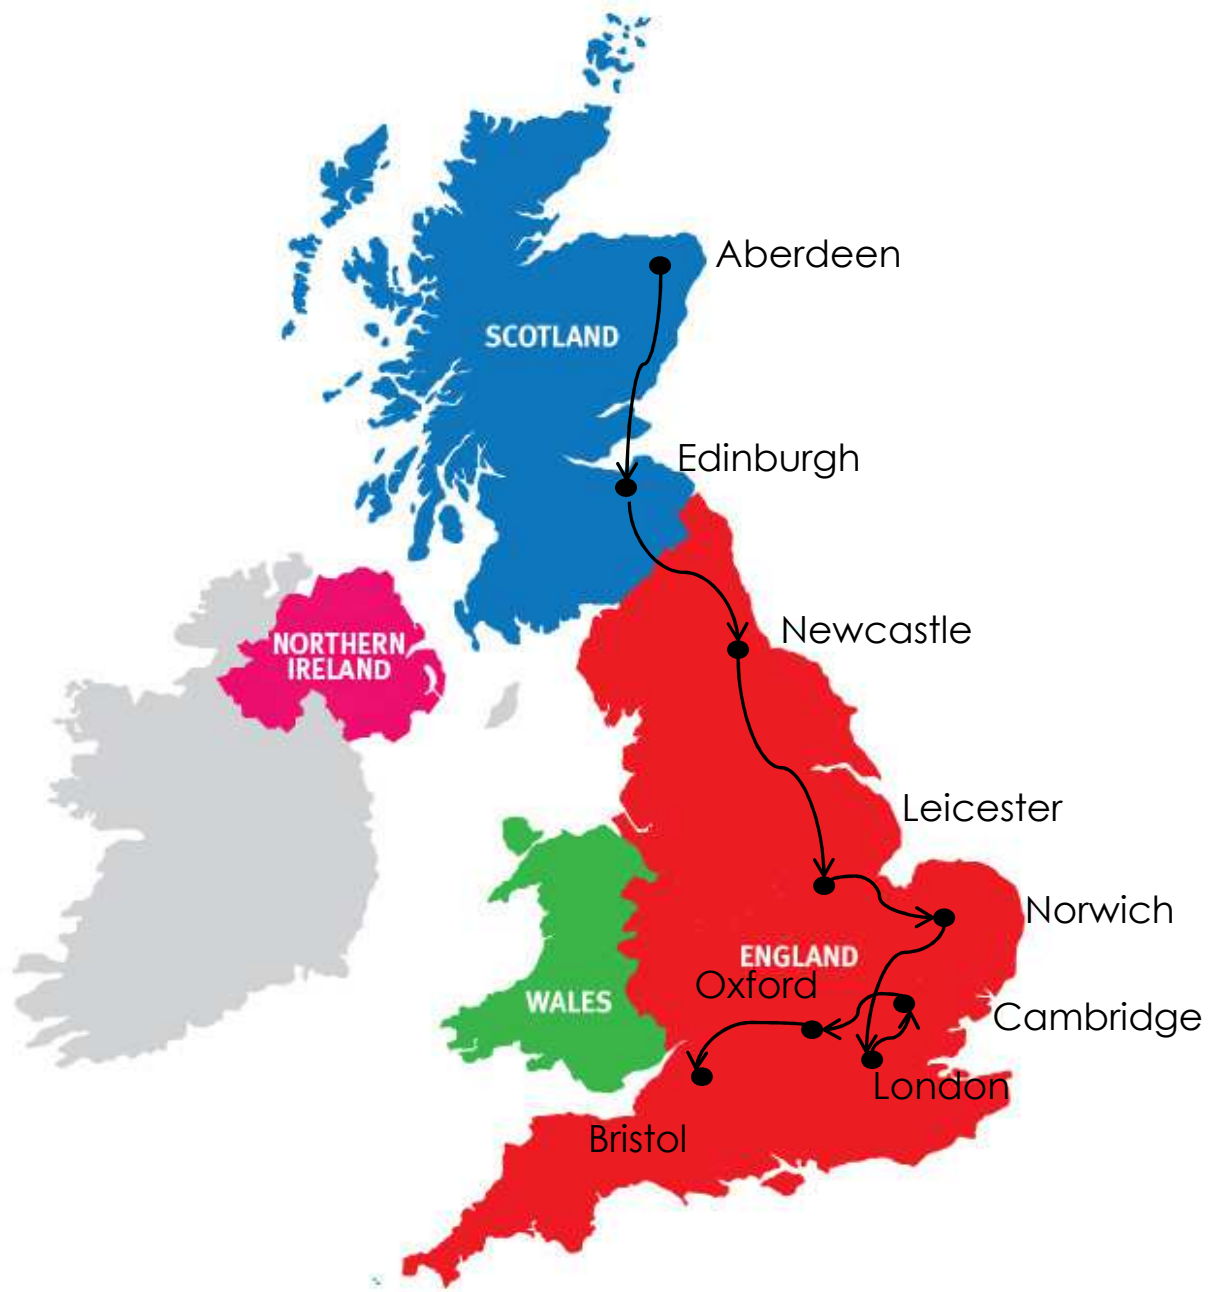 Aberdeen
SCOTLAND
Edinburgh
Newcastle
NORTHERN
IRELAND
Leicester
Norwich
ENGLAND
Oxford
WALES
Cambridge
London
Bristol